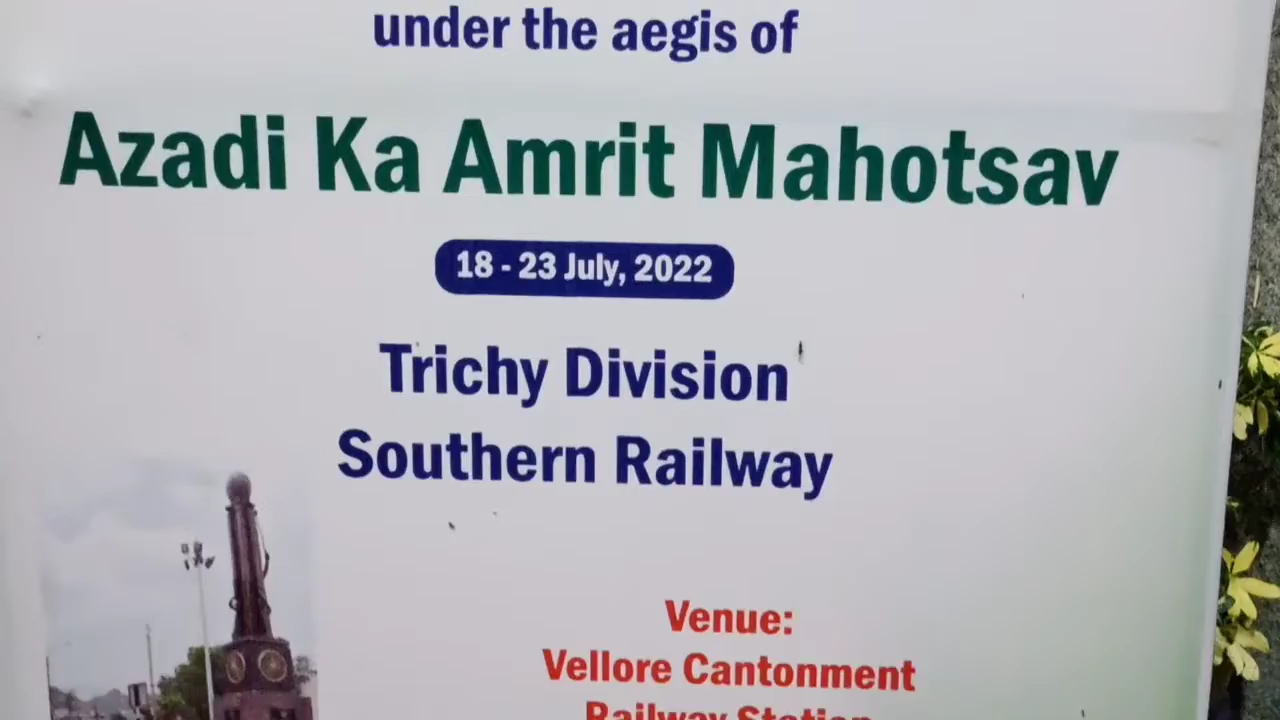 under the aegis of
Azadi Ka Amrit Mahotsav
18 - 23 July, 2022
Trichy Division
Southern Railway
Venue:
Vellore Cantonment
Railway Station